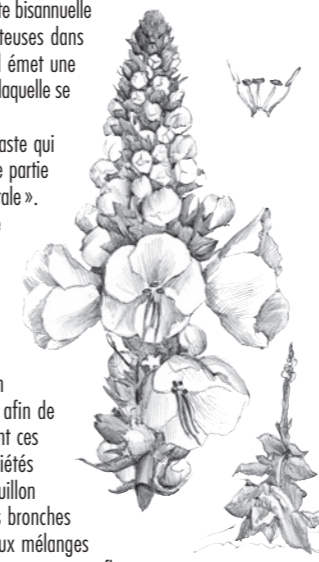 te bisannuelle
teuses dans
émet une
laquelle se
aste qui
partie
ale ».
afin de
nt ces
iétés
uillon
bronches
ux mélanges